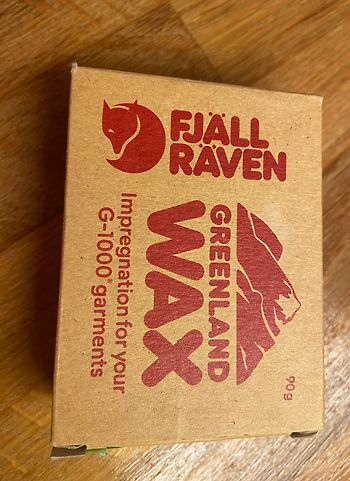 FJÄLL
RÄVEN
GREENLAND
WAX
Impregnation for your
G-1000® garments
90g